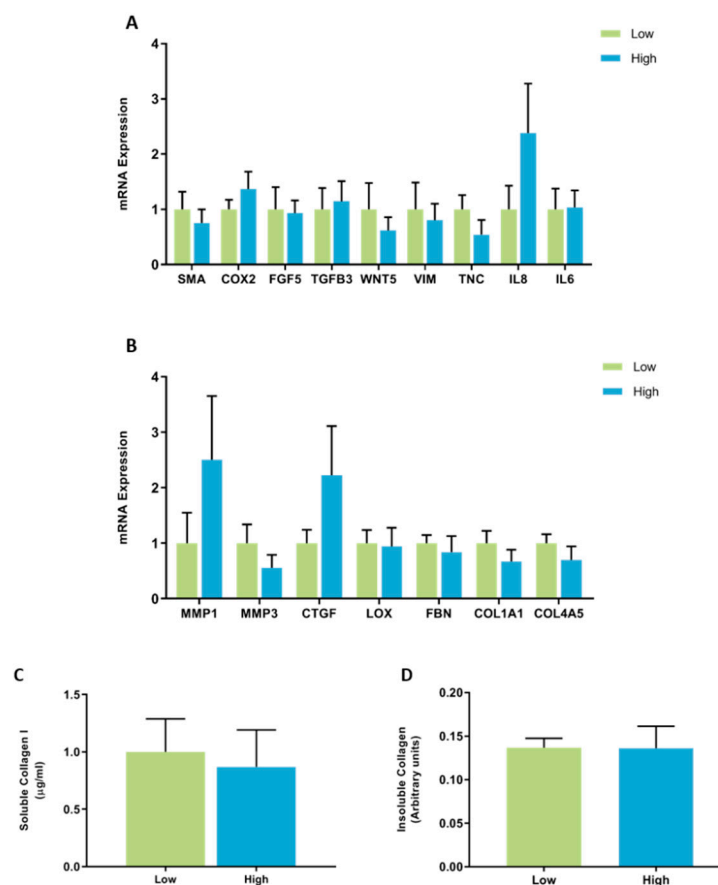 A
Low
High
mRNA Expression
4
3
2
1
0
SMA COX2 FGF5 TGFB3 WNT5 VIM TNC IL8 IL6
B
Low
High
mRNA Expression
4
3
2
1
0
MMP1 MMP3 CTGF LOX FBN COL1A1 COL4A5
C
Soluble Collagen I
(μg/ml)
1.5
1.0
0.5
0.0
Low High
D
Insoluble Collagen
(Arbitrary units)
0.20
0.15
0.10
0.05
0.00
Low High